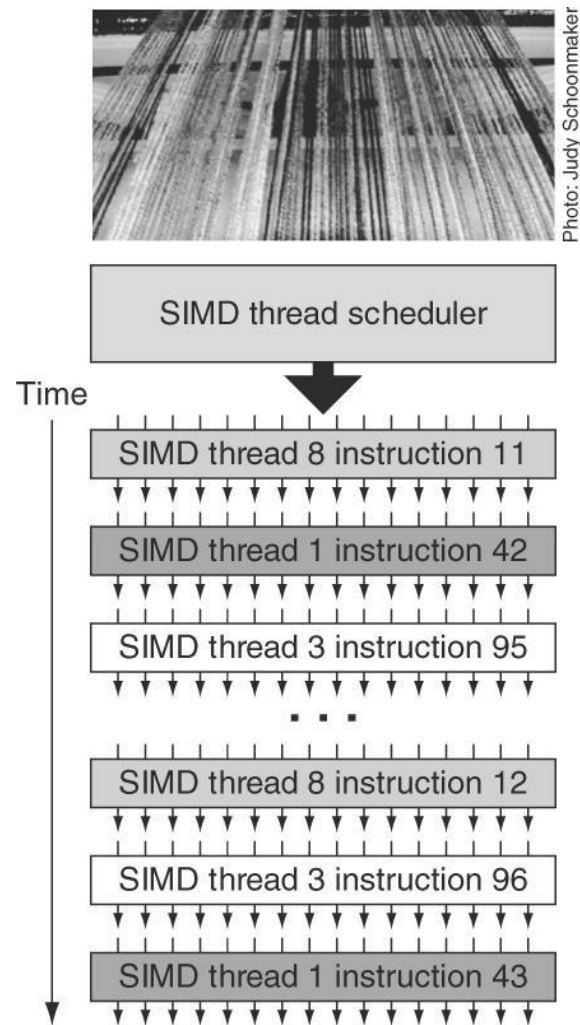 Photo: Judy Schoonmaker
SIMD thread scheduler
Time
SIMD thread 8 instruction 11
SIMD thread 1 instruction 42
SIMD thread 3 instruction 95
. . .
SIMD thread 8 instruction 12
SIMD thread 3 instruction 96
SIMD thread 1 instruction 43